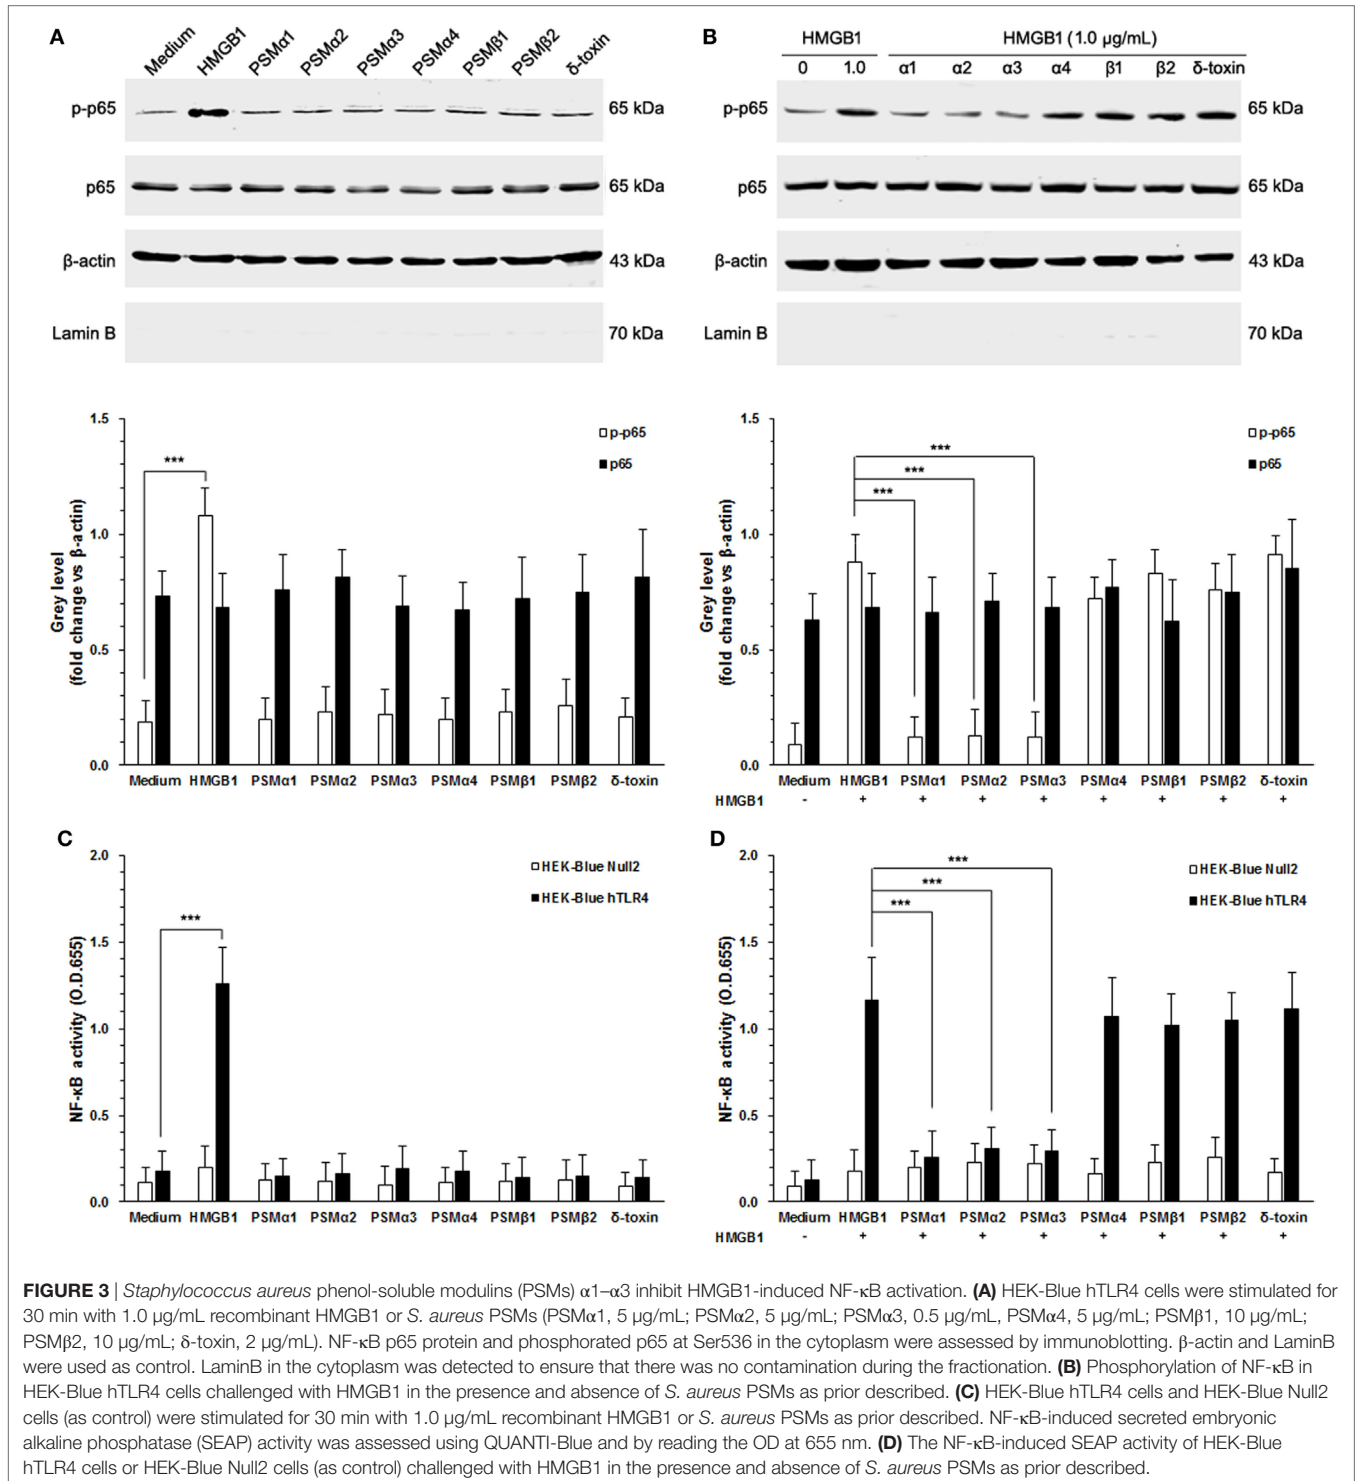 A
Medium HMGB1 PSMα1 PSMα2 PSMα3 PSMα4 PSMβ1 PSMβ2 δ-toxin
p-p65 65 kDa
p65 65 kDa
β-actin 43 kDa
Lamin B 70 kDa
B
HMGB1 HMGB1 (1.0 µg/mL)
0 1.0 α1 α2 α3 α4 β1 β2 δ-toxin
p-p65 65 kDa
p65 65 kDa
β-actin 43 kDa
Lamin B 70 kDa
Grey level
(fold change vs β-actin)
1.5
1.0
0.5
0.0
***
p-p65
p65
Medium HMGB1 PSMα1 PSMα2 PSMα3 PSMα4 PSMβ1 PSMβ2 δ-toxin
Grey level
(fold change vs β-actin)
1.5
1.0
0.5
0.0
***
***
***
p-p65
p65
Medium HMGB1 PSMα1 PSMα2 PSMα3 PSMα4 PSMβ1 PSMβ2 δ-toxin
HMGB1 - + + + + + + + +
C
NF-κB activity (O.D.655)
2.0
1.5
1.0
0.5
0.0
***
HEK-Blue Null2
HEK-Blue hTLR4
Medium HMGB1 PSMα1 PSMα2 PSMα3 PSMα4 PSMβ1 PSMβ2 δ-toxin
D
NF-κB activity (O.D.655)
2.0
1.5
1.0
0.5
0.0
***
***
***
HEK-Blue Null2
HEK-Blue hTLR4
Medium HMGB1 PSMα1 PSMα2 PSMα3 PSMα4 PSMβ1 PSMβ2 δ-toxin
HMGB1 - + + + + + + + +
FIGURE 3 | Staphylococcus aureus phenol-soluble modulins (PSMs) α1–α3 inhibit HMGB1-induced NF-κB activation. (A) HEK-Blue hTLR4 cells were stimulated for
30 min with 1.0 µg/mL recombinant HMGB1 or S. aureus PSMs (PSMα1, 5 µg/mL; PSMα2, 5 µg/mL; PSMα3, 0.5 µg/mL, PSMα4, 5 µg/mL; PSMβ1, 10 µg/mL;
PSMβ2, 10 µg/mL; δ-toxin, 2 µg/mL). NF-κB p65 protein and phosphorated p65 at Ser536 in the cytoplasm were assessed by immunoblotting. β-actin and LaminB
were used as control. LaminB in the cytoplasm was detected to ensure that there was no contamination during the fractionation. (B) Phosphorylation of NF-κB in
HEK-Blue hTLR4 cells challenged with HMGB1 in the presence and absence of S. aureus PSMs as prior described. (C) HEK-Blue hTLR4 cells and HEK-Blue Null2
cells (as control) were stimulated for 30 min with 1.0 µg/mL recombinant HMGB1 or S. aureus PSMs as prior described. NF-κB-induced secreted embryonic
alkaline phosphatase (SEAP) activity was assessed using QUANTI-Blue and by reading the OD at 655 nm. (D) The NF-κB-induced SEAP activity of HEK-Blue
hTLR4 cells or HEK-Blue Null2 cells (as control) challenged with HMGB1 in the presence and absence of S. aureus PSMs as prior described.